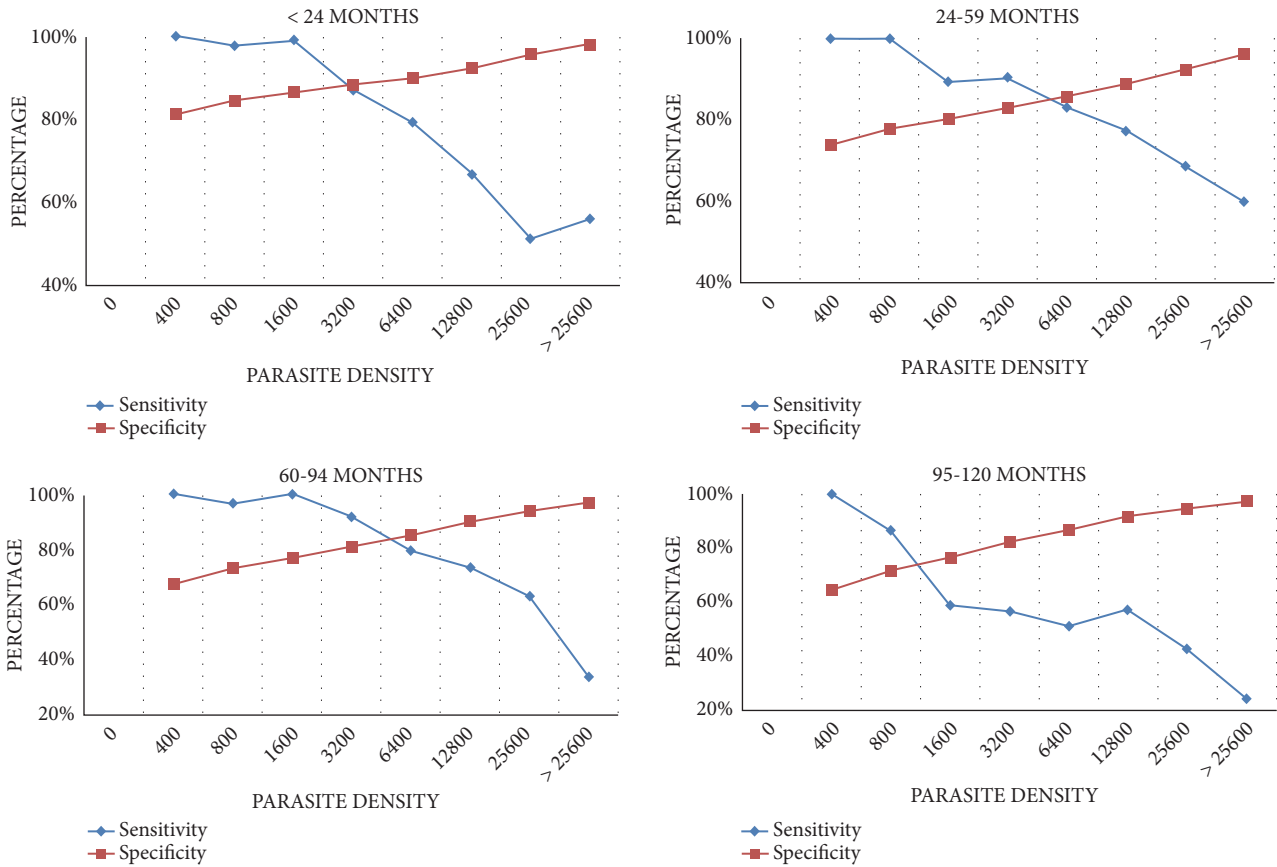 < 24 MONTHS
100%
80%
60%
40%
PERCENTAGE
0
400
800
1600
3200
6400
12800
25600
> 25600
PARASITE DENSITY
Sensitivity
Specificity
24-59 MONTHS
100%
80%
60%
40%
PERCENTAGE
0
400
800
1600
3200
6400
12800
25600
> 25600
PARASITE DENSITY
Sensitivity
Specificity
60-94 MONTHS
100%
80%
60%
40%
20%
PERCENTAGE
0
400
800
1600
3200
6400
12800
25600
> 25600
PARASITE DENSITY
Sensitivity
Specificity
95-120 MONTHS
100%
80%
60%
40%
20%
PERCENTAGE
0
400
800
1600
3200
6400
12800
25600
> 25600
PARASITE DENSITY
Sensitivity
Specificity